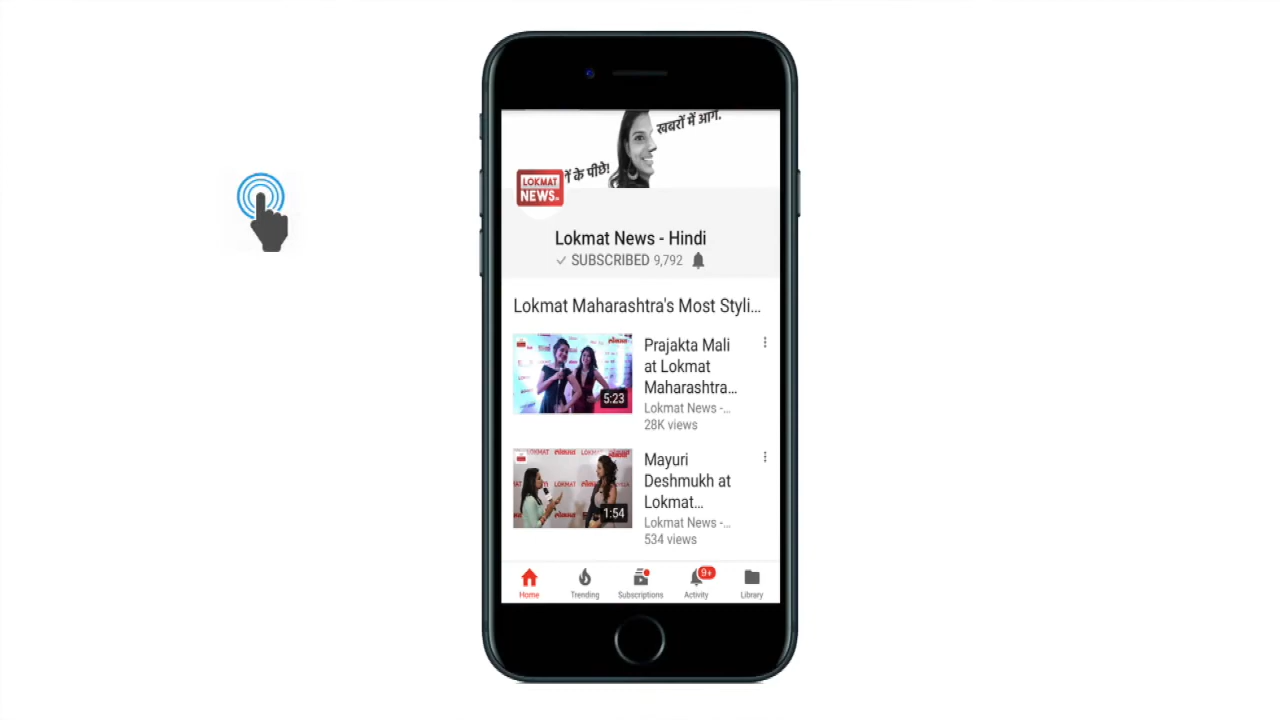 खबरों में आग.
के पीछे!
LOKMAT
NEWS
Lokmat News - Hindi
SUBSCRIBED 9,792
Lokmat Maharashtra's Most Styli...
Prajakta Mali
at Lokmat
Maharashtra...
Lokmat News -...
28K views
5:23
Mayuri
Deshmukh at
Lokmat...
Lokmat News -...
534 views
LOKMAT
1:54
Home
Trending
Subscriptions
9+
Activity
Library